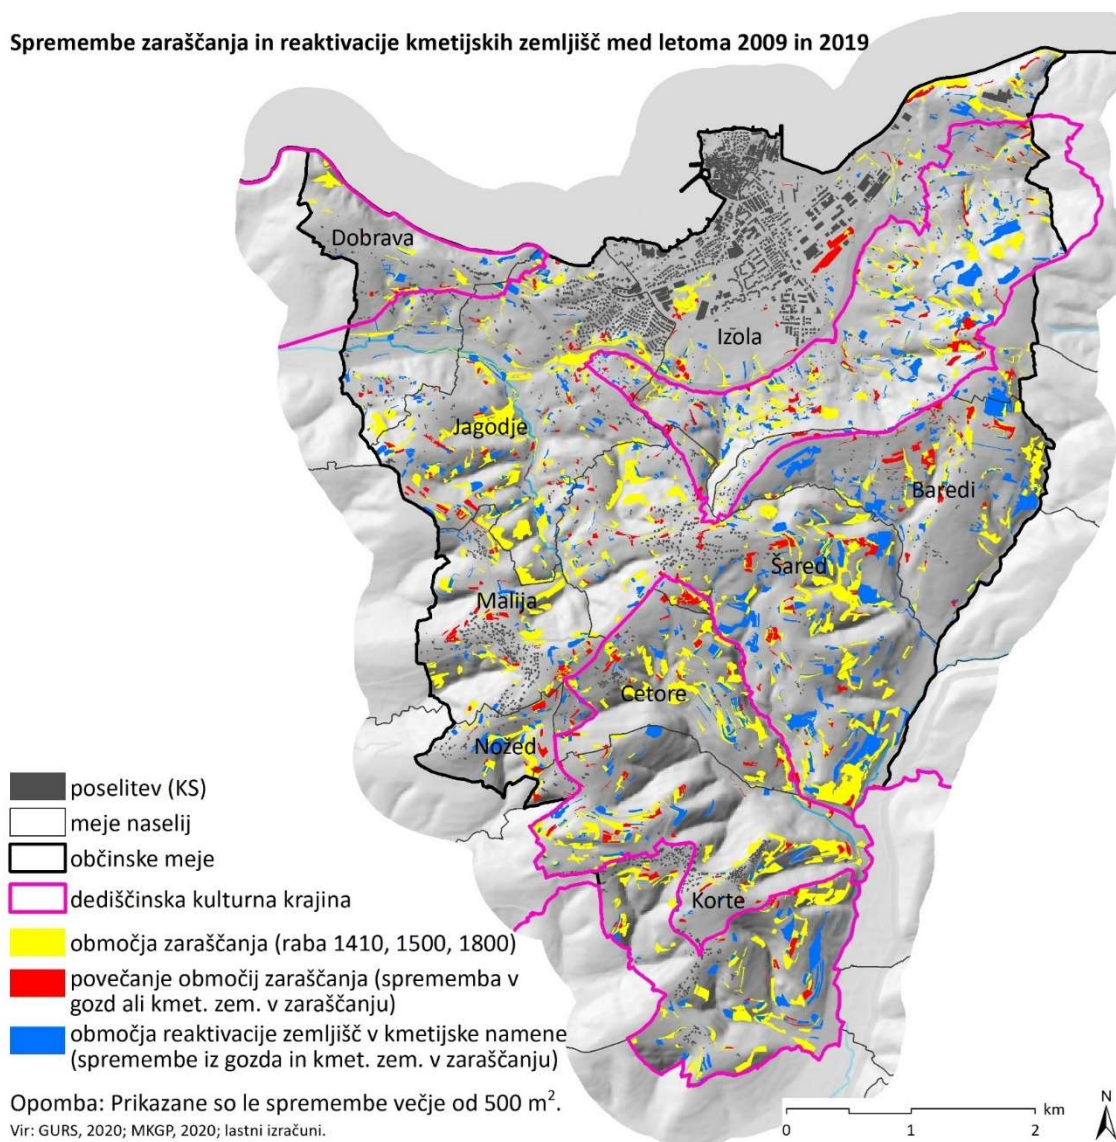 Spremembe zaraščanja in reaktivacije kmetijskih zemljišč med letoma 2009 in 2019
Dobrava
Izola
Jagodje
Baredi
Šared
Malija
Cetore
Nožed
Korte
poselitev (KS)
meje naselij
občinske meje
dediščinska kulturna krajina
območja zaraščanja (raba 1410, 1500, 1800)
povečanje območij zaraščanja (sprememba v
gozd ali kmet. zem. v zaraščanju)
območja reaktivacije zemljišč v kmetijske namene
(spremembe iz gozda in kmet. zem. v zaraščanju)
Opomba: Prikazane so le spremembe večje od 500 m².
Vir: GURS, 2020; MKGP, 2020; lastni izračuni.
km
0 1 2
N